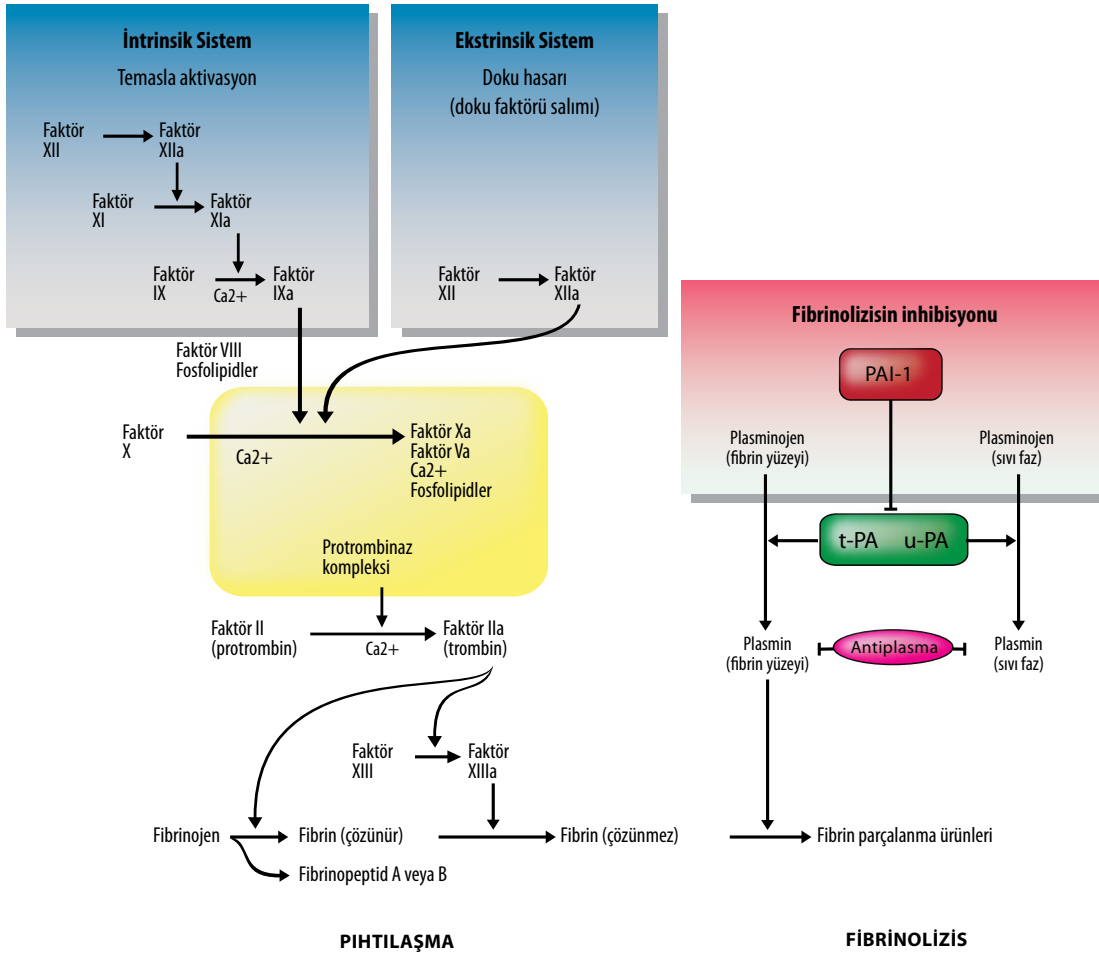 İntrinsik Sistem
Temasla aktivasyon
Faktör
XII
Faktör
XIIa
Faktör
XI
Faktör
XIa
Faktör
IX
Ca2+
Faktör
IXa
Ekstrinsik Sistem
Doku hasarı
(doku faktörü salımı)
Faktör
XII
Faktör
XIIa
Faktör VIII
Fosfolipidler
Faktör
X
Ca2+
Faktör Xa
Faktör Va
Ca2+
Fosfolipidler
Protrombinaz
kompleksi
Faktör II
(protrombin)
Ca2+
Faktör IIa
(trombin)
Faktör
XIII
Faktör
XIIIa
Fibrinojen
Fibrin (çözünür)
Fibrin (çözünmez)
Fibrinopeptid A veya B
PIHTILAŞMA
Fibrinolizisin inhibisyonu
PAI-1
Plasminojen
(fibrin yüzeyi)
Plasminojen
(sıvı faz)
t-PA u-PA
Plasmin
(fibrin yüzeyi)
Antiplasma
Plasmin
(sıvı faz)
Fibrin parçalanma ürünleri
FİBRİNOLİZİS